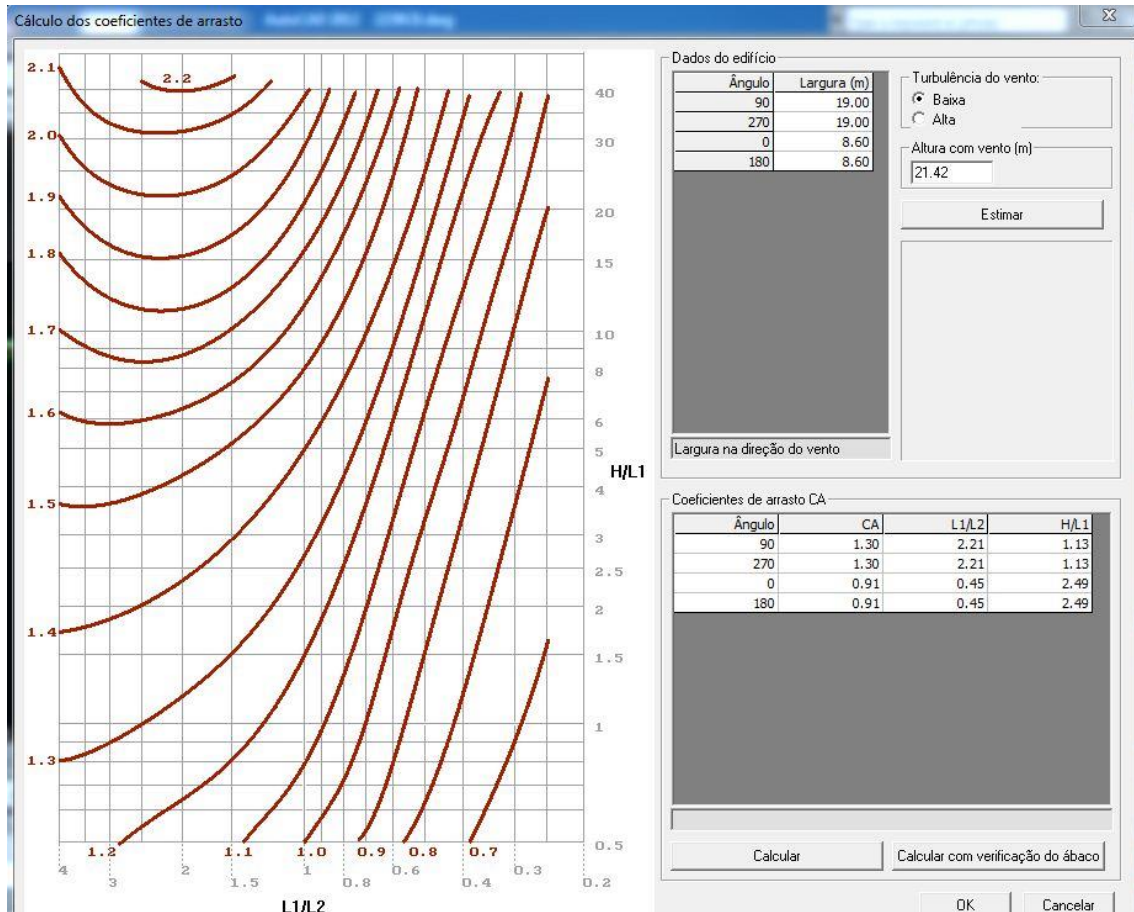 Cálculo dos coeficientes de arrasto
2.1
2.2
2.0
1.9
1.8
1.7
1.6
1.5
1.4
1.3
1.2
1.1
1.0
0.9
0.8
0.7
40
30
20
15
10
8
6
5
H/L1
4
3
2.5
2
1.5
1
0.5
4
3
2
1.5
1
0.8
0.6
0.4
0.3
0.2
L1/L2
Dados do edifício
Ângulo Largura (m)
90 19.00
270 19.00
0 8.60
180 8.60
Largura na direção do vento
Turbulência do vento:
Baixa
Alta
Altura com vento (m)
21.42
Estimar
Coeficientes de arrasto CA
Ângulo CA L1/L2 H/L1
90 1.30 2.21 1.13
270 1.30 2.21 1.13
0 0.91 0.45 2.49
180 0.91 0.45 2.49
Calcular
Calcular com verificação do ábaco
OK
Cancelar